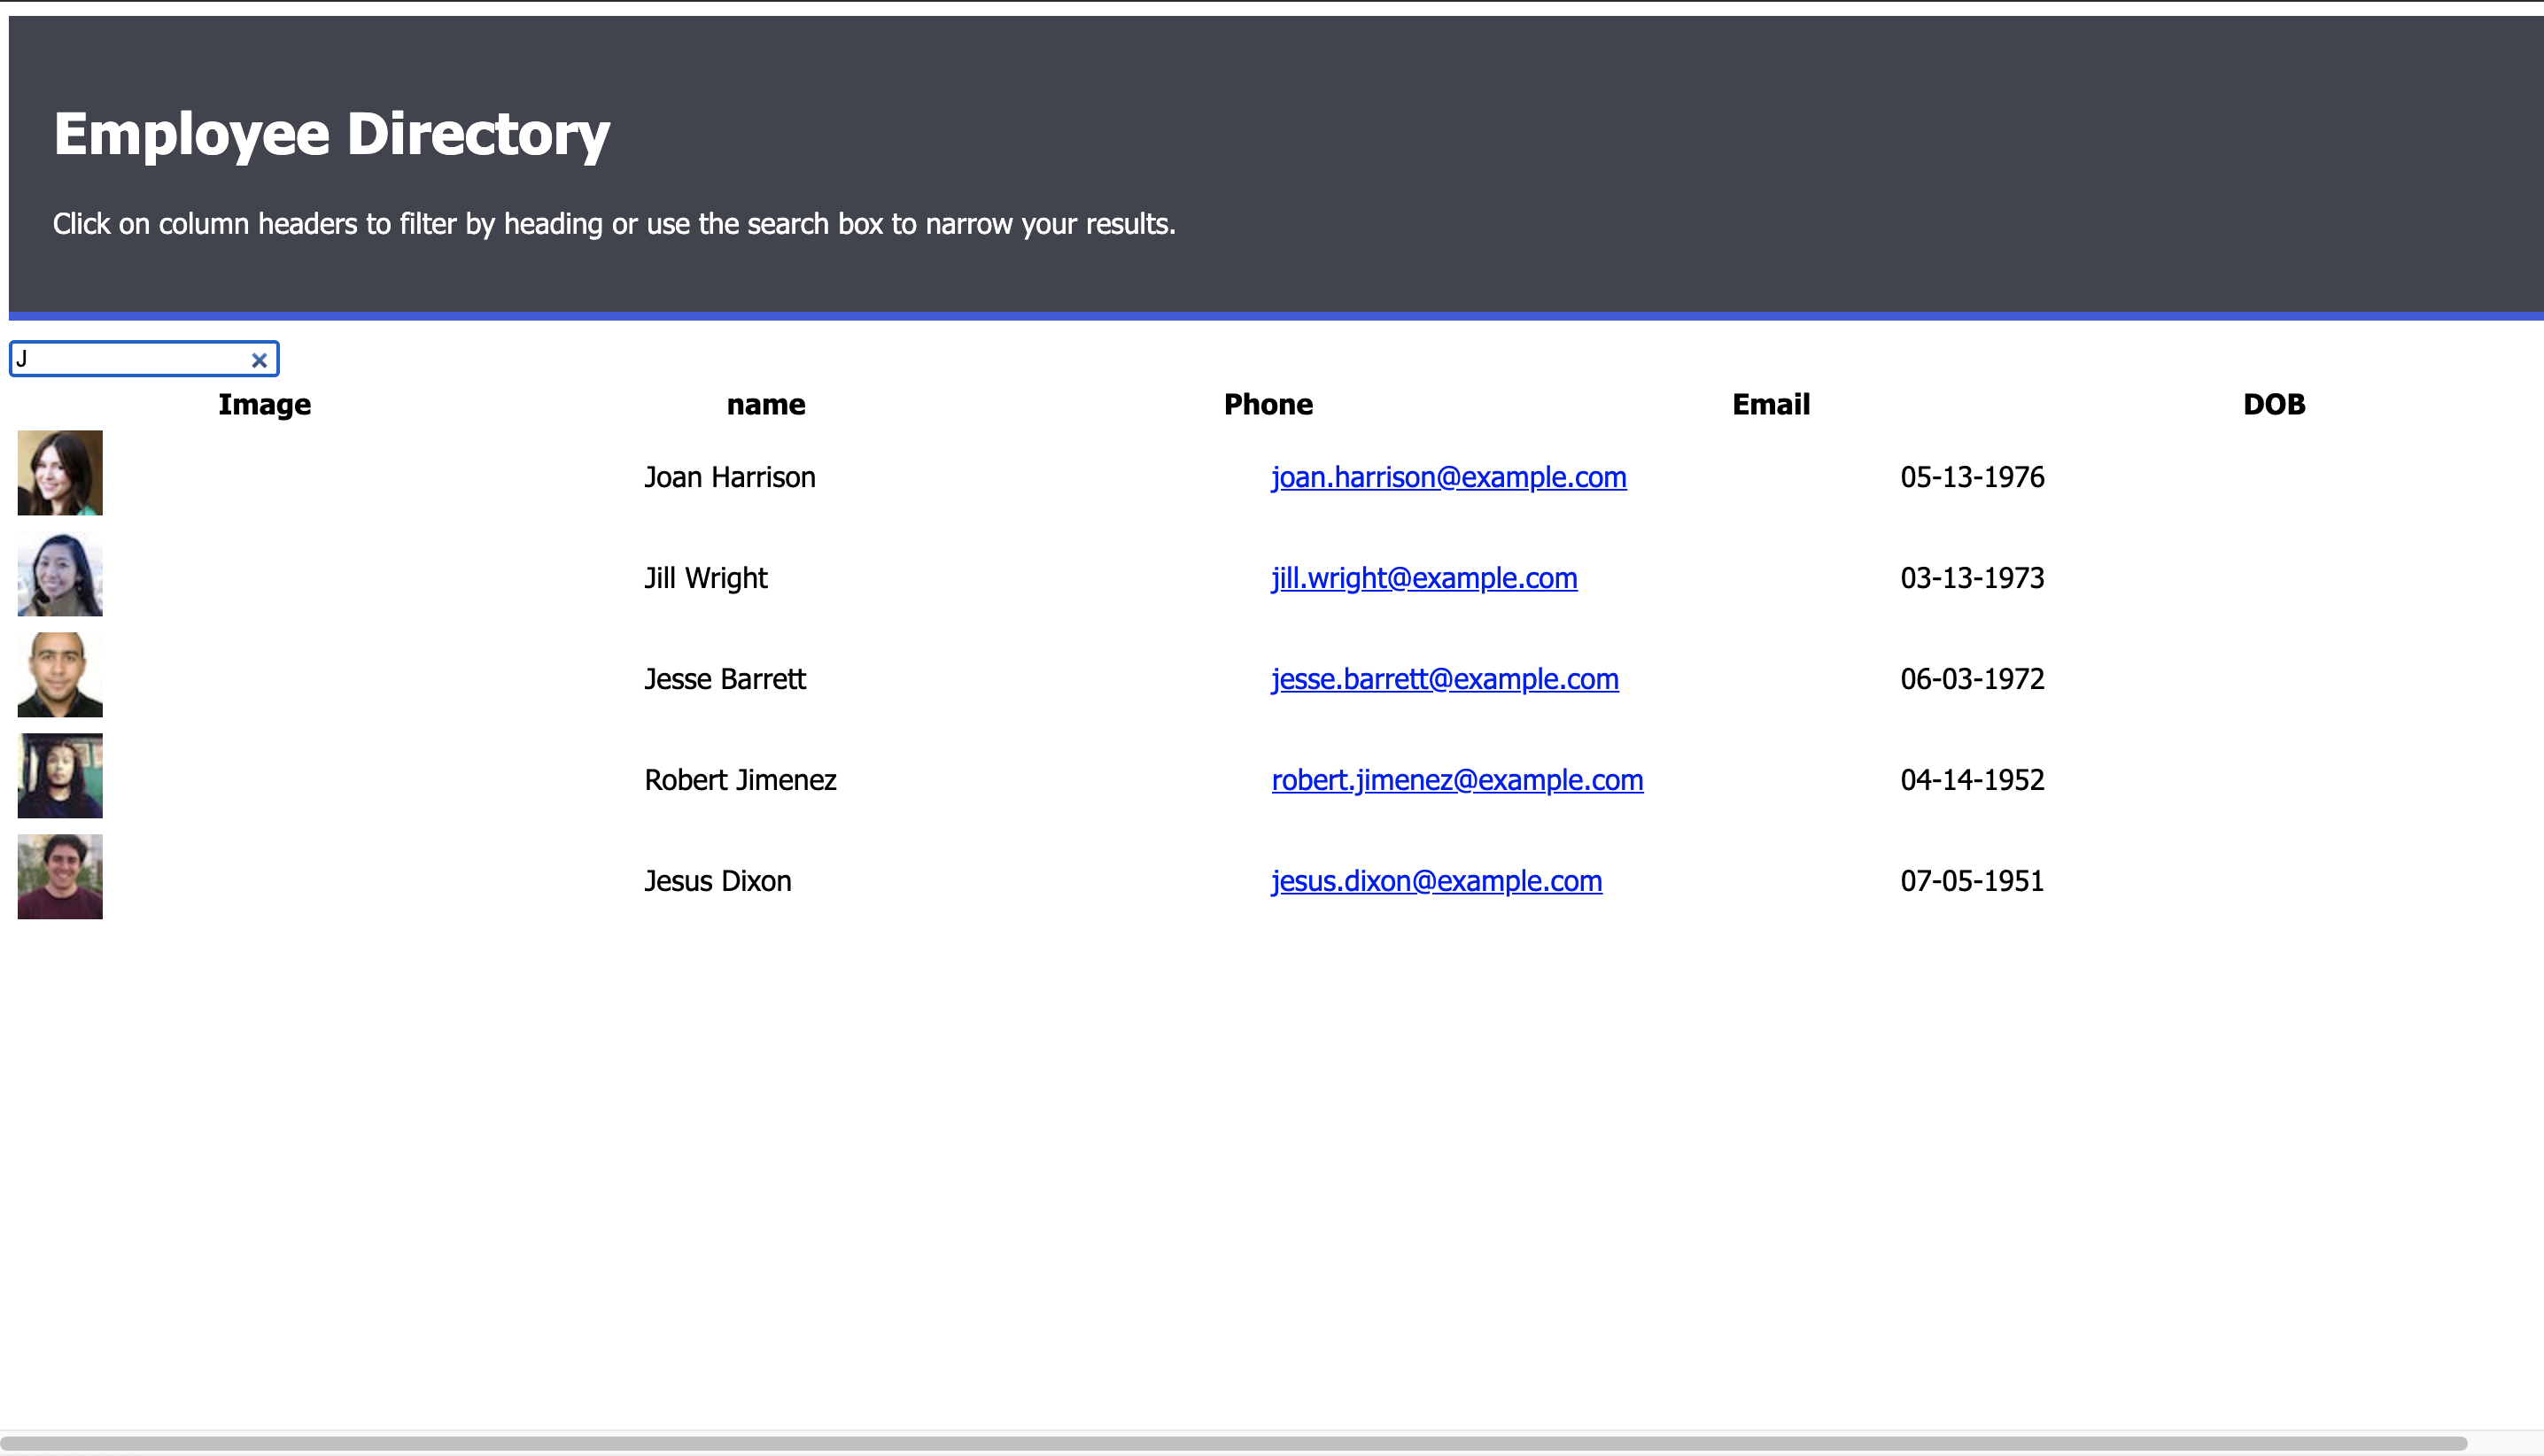 Employee Directory
Click on column headers to filter by heading or use the search box to narrow your results.
J
Image name Phone Email DOB
Joan Harrison joan.harrison@example.com 05-13-1976
Jill Wright jill.wright@example.com 03-13-1973
Jesse Barrett jesse.barrett@example.com 06-03-1972
Robert Jimenez robert.jimenez@example.com 04-14-1952
Jesus Dixon jesus.dixon@example.com 07-05-1951